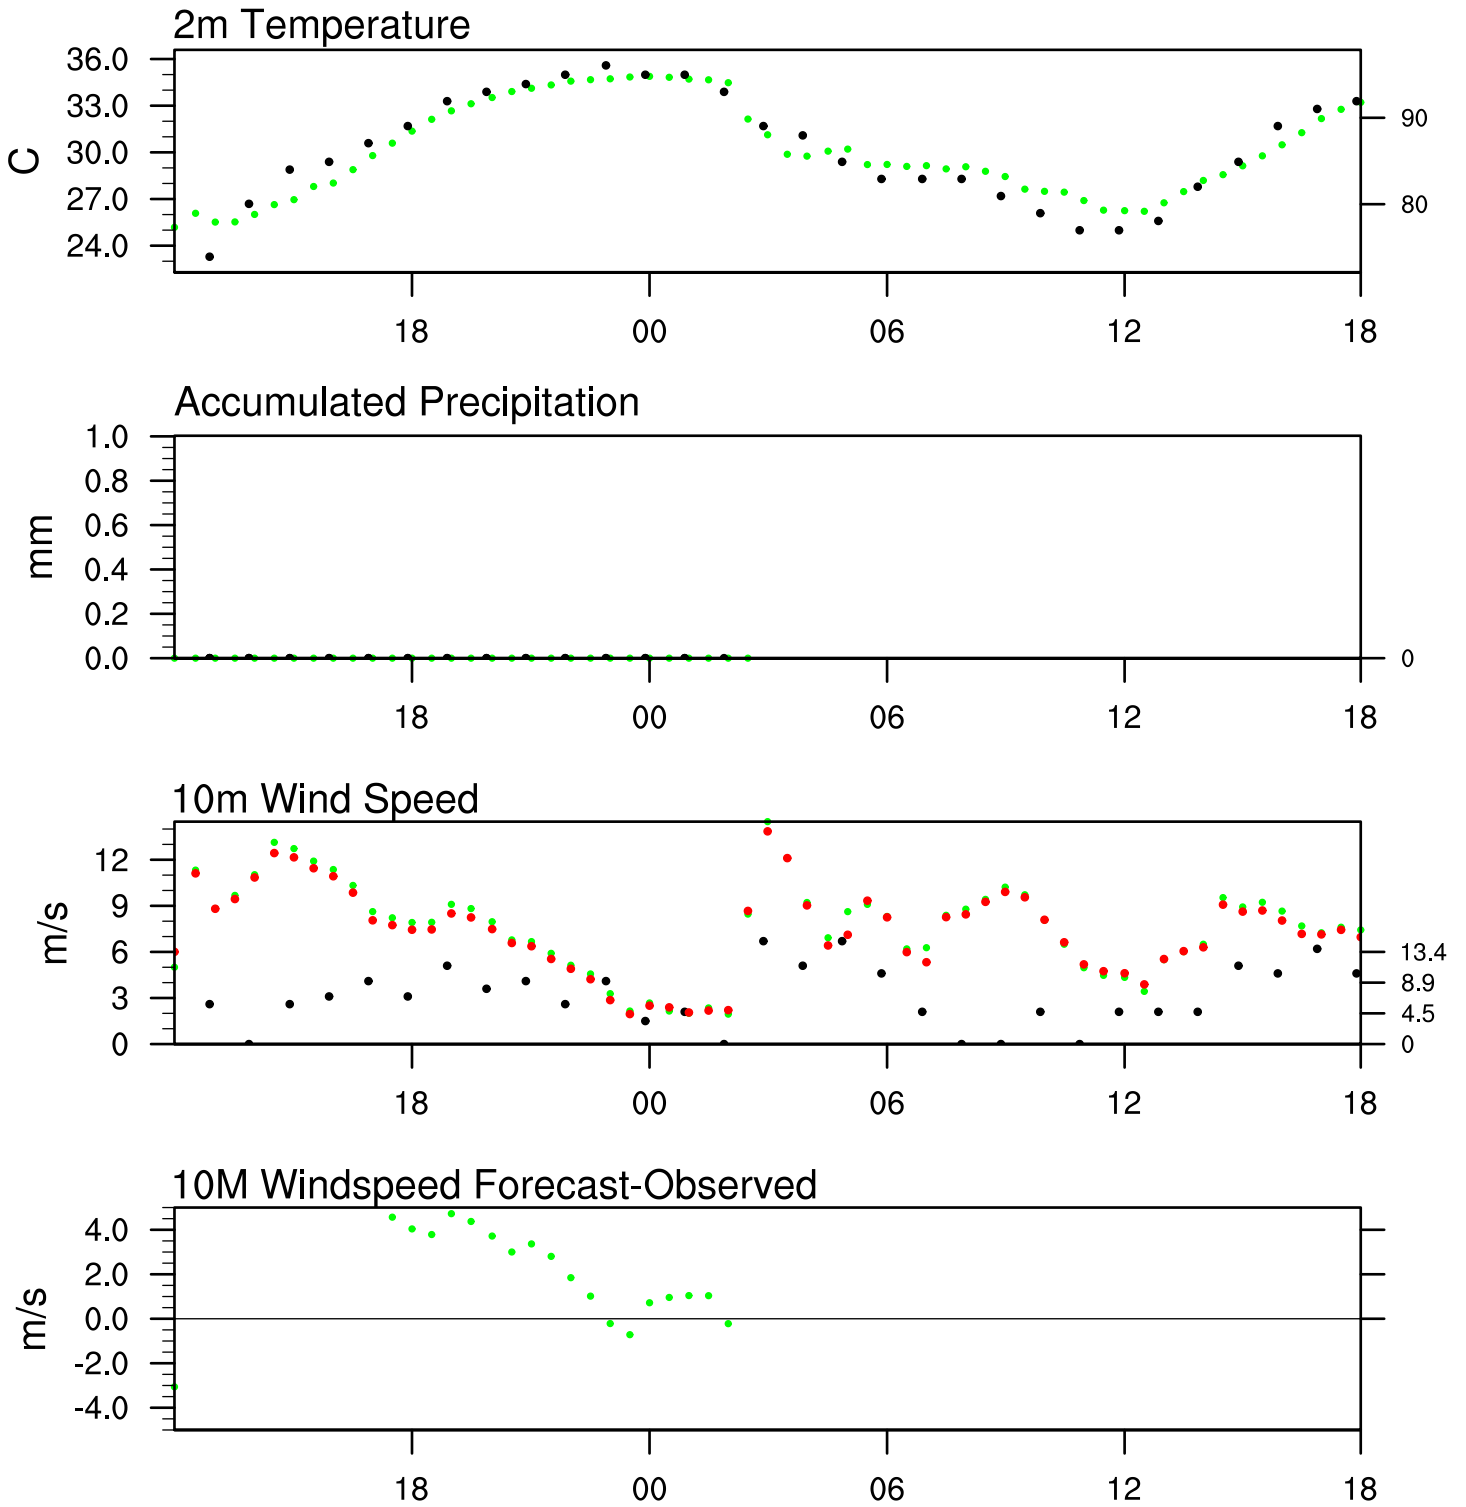 2m Temperature
36.0
33.0
30.0
27.0
24.0
C
90
80
18 00 06 12 18
Accumulated Precipitation
1.0
0.8
0.6
0.4
0.2
0.0
mm
0
18 00 06 12 18
10m Wind Speed
12
9
6
3
0
m/s
13.4
8.9
4.5
0
18 00 06 12 18
10M Windspeed Forecast-Observed
4.0
2.0
0.0
-2.0
-4.0
m/s
18 00 06 12 18